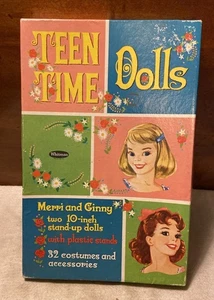 TEEN
TIME
Dolls
Whitman
Merri and Ginny
two 10-inch
stand-up dolls
with plastic stands
32 costumes and
accessories